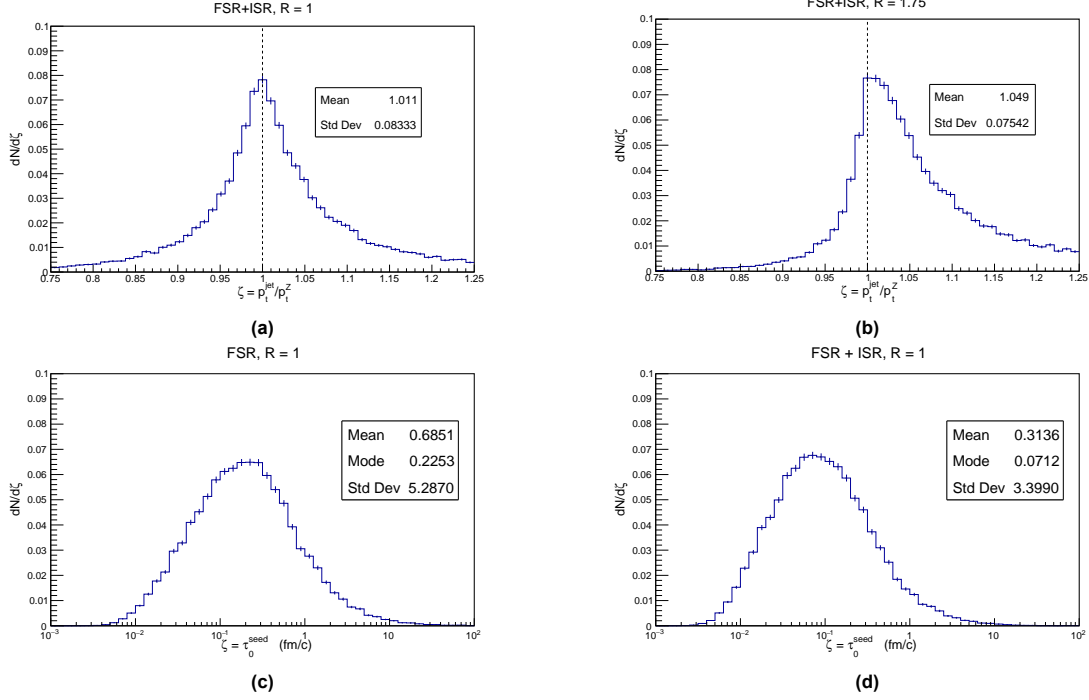 FSR+ISR, R = 1
0.1
0.09
0.08
0.07
0.06
0.05
0.04
0.03
0.02
0.01
0
dN/dζ
Mean 1.011
Std Dev 0.08333
0.75 0.8 0.85 0.9 0.95 1 1.05 1.1 1.15 1.2 1.25
ζ = p_t^jet/p_t^Z
(a)
FSR+ISR, R = 1.75
0.1
0.09
0.08
0.07
0.06
0.05
0.04
0.03
0.02
0.01
0
dN/dζ
Mean 1.049
Std Dev 0.07542
0.75 0.8 0.85 0.9 0.95 1 1.05 1.1 1.15 1.2 1.25
ζ = p_t^jet/p_t^Z
(b)
FSR, R = 1
0.1
0.09
0.08
0.07
0.06
0.05
0.04
0.03
0.02
0.01
0
dN/dζ
Mean 0.6851
Mode 0.2253
Std Dev 5.2870
10⁻³ 10⁻² 10⁻¹ 1 10 10²
ζ = τ_0^seed (fm/c)
(c)
FSR + ISR, R = 1
0.1
0.09
0.08
0.07
0.06
0.05
0.04
0.03
0.02
0.01
0
dN/dζ
Mean 0.3136
Mode 0.0712
Std Dev 3.3990
10⁻³ 10⁻² 10⁻¹ 1 10 10²
ζ = τ_0^seed (fm/c)
(d)